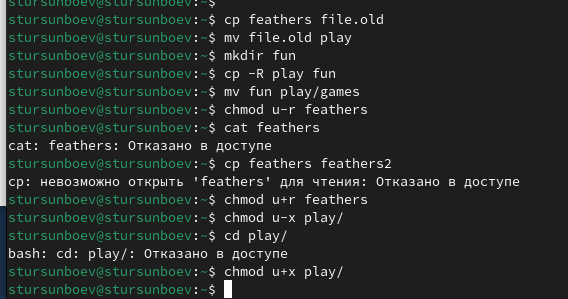 stursunboev@stursunboev:~$
stursunboev@stursunboev:~$ cp feathers file.old
stursunboev@stursunboev:~$ mv file.old play
stursunboev@stursunboev:~$ mkdir fun
stursunboev@stursunboev:~$ cp -R play fun
stursunboev@stursunboev:~$ mv fun play/games
stursunboev@stursunboev:~$ chmod u-r feathers
stursunboev@stursunboev:~$ cat feathers
cat: feathers: Отказано в доступе
stursunboev@stursunboev:~$ cp feathers feathers2
cp: невозможно открыть 'feathers' для чтения: Отказано в доступе
stursunboev@stursunboev:~$ chmod u+r feathers
stursunboev@stursunboev:~$ chmod u-x play/
stursunboev@stursunboev:~$ cd play/
bash: cd: play/: Отказано в доступе
stursunboev@stursunboev:~$ chmod u+x play/
stursunboev@stursunboev:~$